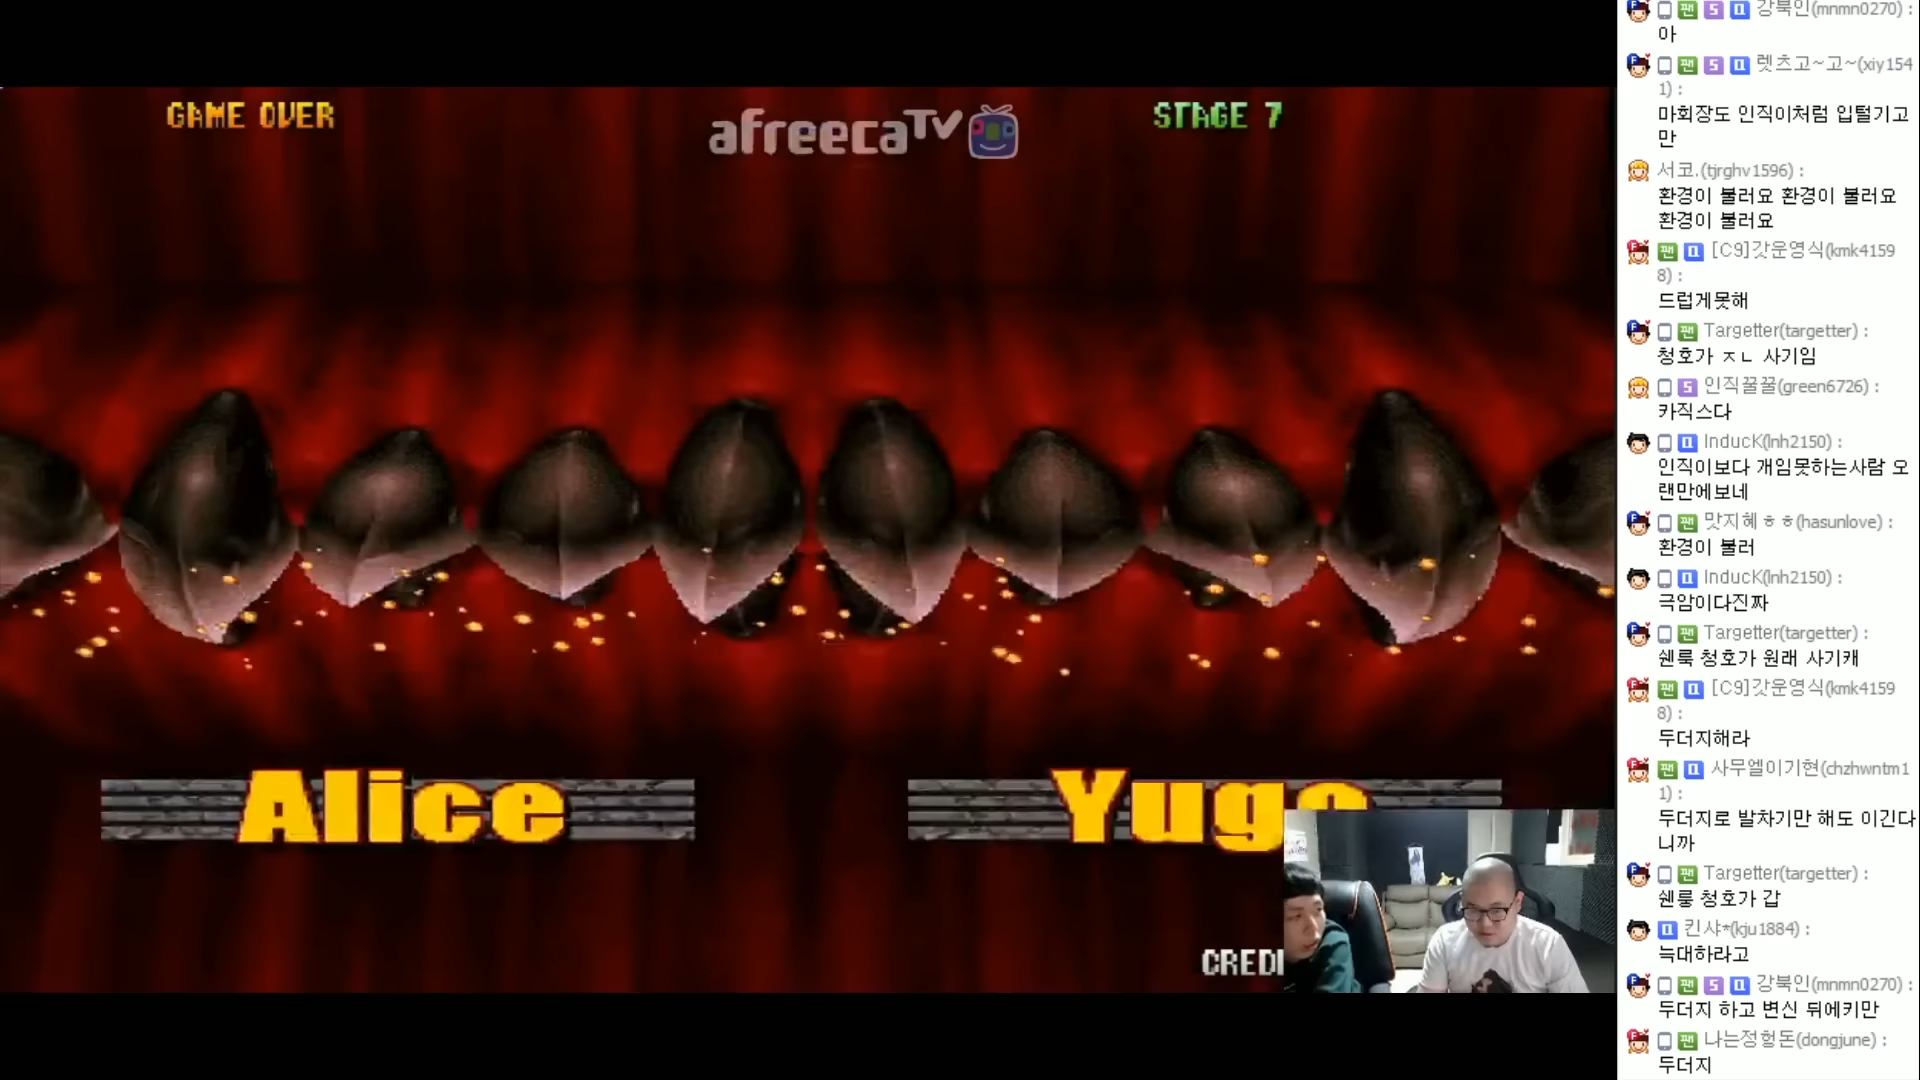 GAME OVER
afreecaTV
STAGE 7
Alice
Yugo
CREDI
강북인(mnmn0270) :
아
렛츠고~고~(xiy154
1) :
마회장도 인직이처럼 입털기고
만
서코.(tjrghv1596) :
환경이 불러요 환경이 불러요
환경이 불러요
[C9]갓운영식(kmk4159
8) :
드럽게못해
Targetter(targetter) :
청호가 ㅈㄴ 사기임
인직꿀꿀(green6726) :
카직스다
InducK(lnh2150) :
인직이보다 개임못하는사람 오
랜만에보네
맛지혜ㅎㅎ(hasunlove) :
환경이 불러
InducK(lnh2150) :
극암이다진짜
Targetter(targetter) :
쉔룩 청호가 원래 사기캐
[C9]갓운영식(kmk4159
8) :
두더지해라
사무엘이기현(chzhwntm1
1) :
두더지로 발차기만 해도 이긴다
니까
Targetter(targetter) :
쉔룽 청호가 갑
킨샤*(kju1884) :
늑대하라고
강북인(mnmn0270) :
두더지 하고 변신 뒤에키만
나는정형돈(dongjune) :
두더지